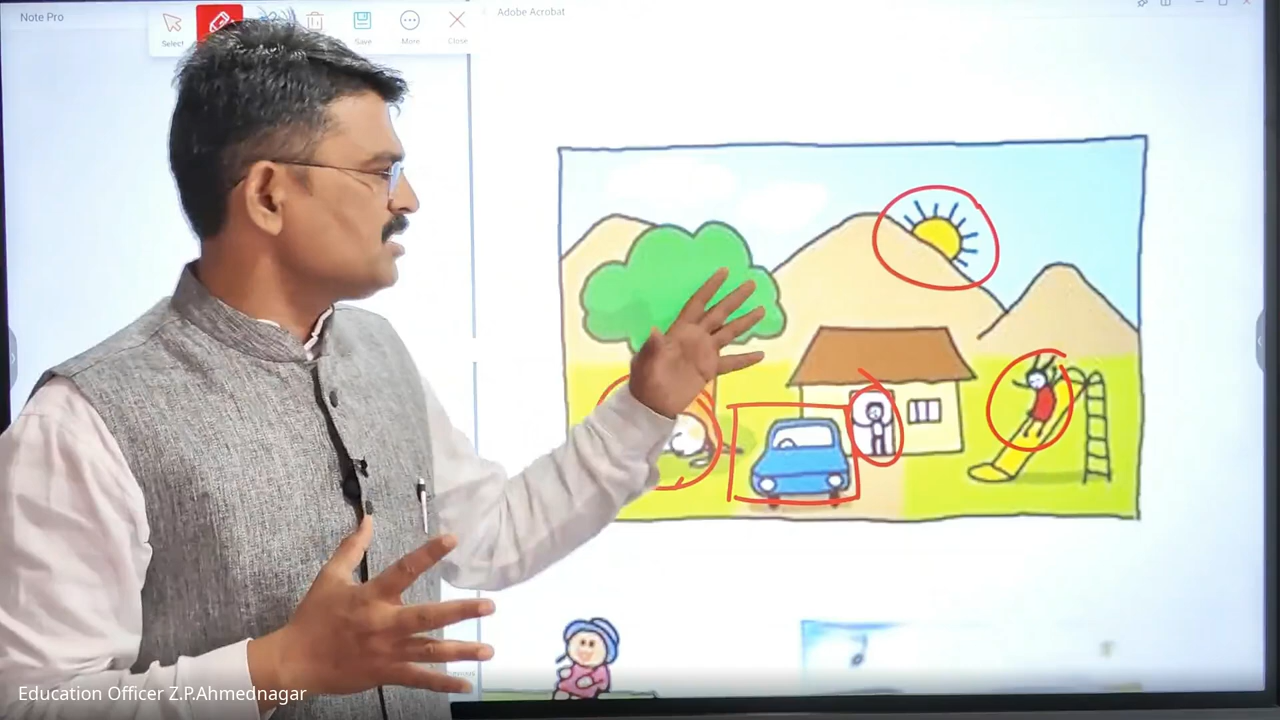 Note Pro
Adobe Acrobat
Select
Save
More
Close
Education Officer Z.P.Ahmednagar